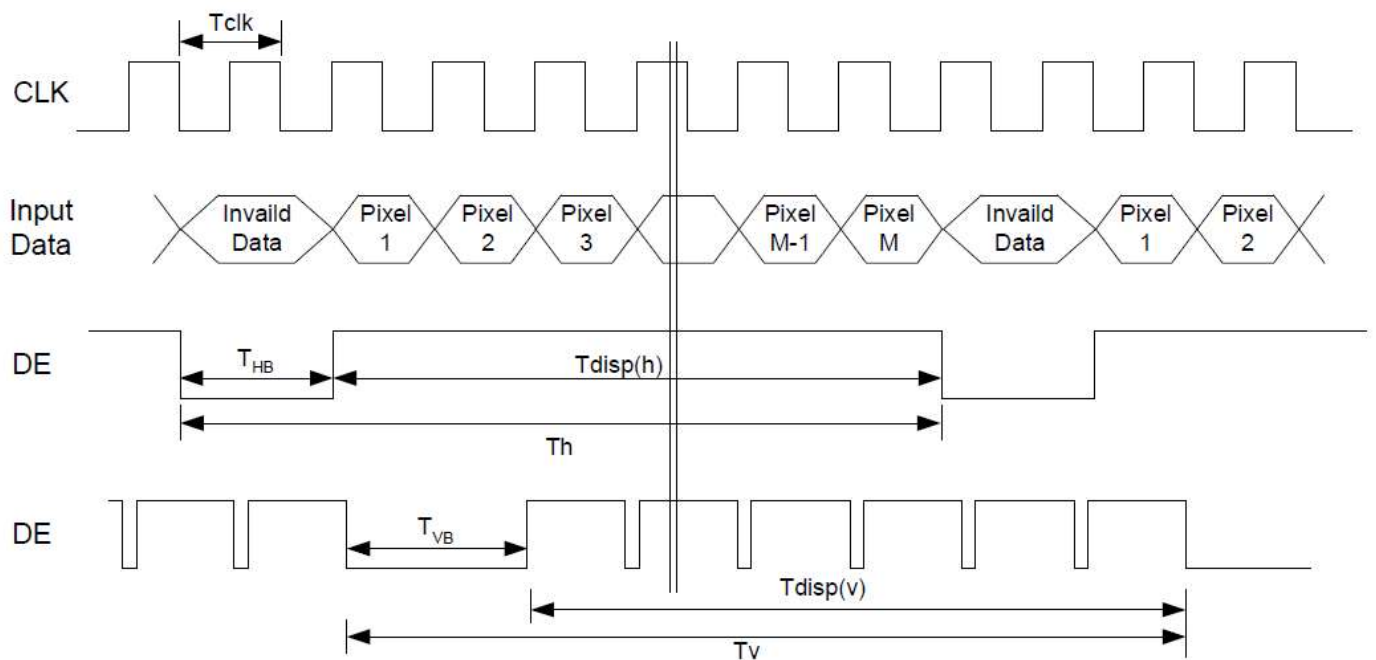 Tclk
CLK
Input
Data
Invaild
Data
Pixel
1
Pixel
2
Pixel
3
Pixel
M-1
Pixel
M
Invaild
Data
Pixel
1
Pixel
2
DE
THB
Tdisp(h)
Th
DE
TVB
Tdisp(v)
Tv